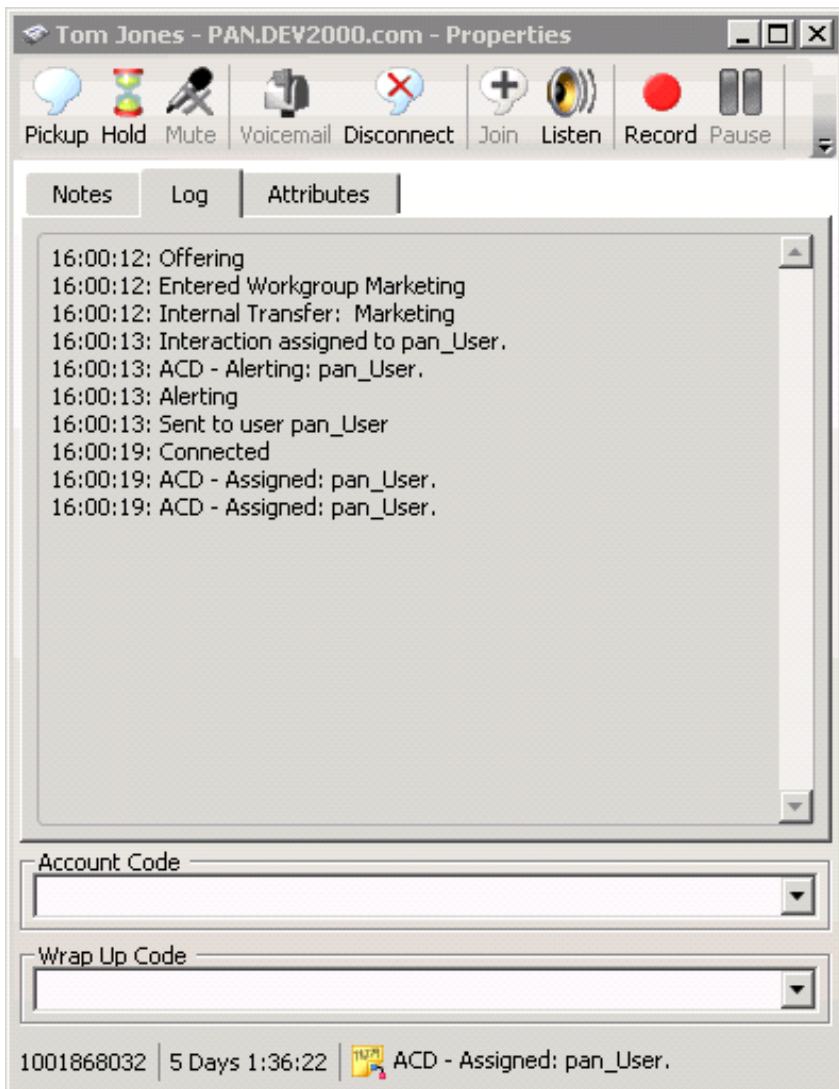 Tom Jones - PAN.DEV2000.com - Properties
Pickup Hold Mute Voicemail Disconnect Join Listen Record Pause
Notes Log Attributes
16:00:12: Offering
16:00:12: Entered Workgroup Marketing
16:00:12: Internal Transfer:  Marketing
16:00:13: Interaction assigned to pan_User.
16:00:13: ACD - Alerting: pan_User.
16:00:13: Alerting
16:00:13: Sent to user pan_User
16:00:19: Connected
16:00:19: ACD - Assigned: pan_User.
16:00:19: ACD - Assigned: pan_User.
Account Code
Wrap Up Code
1001868032 5 Days 1:36:22 ACD - Assigned: pan_User.